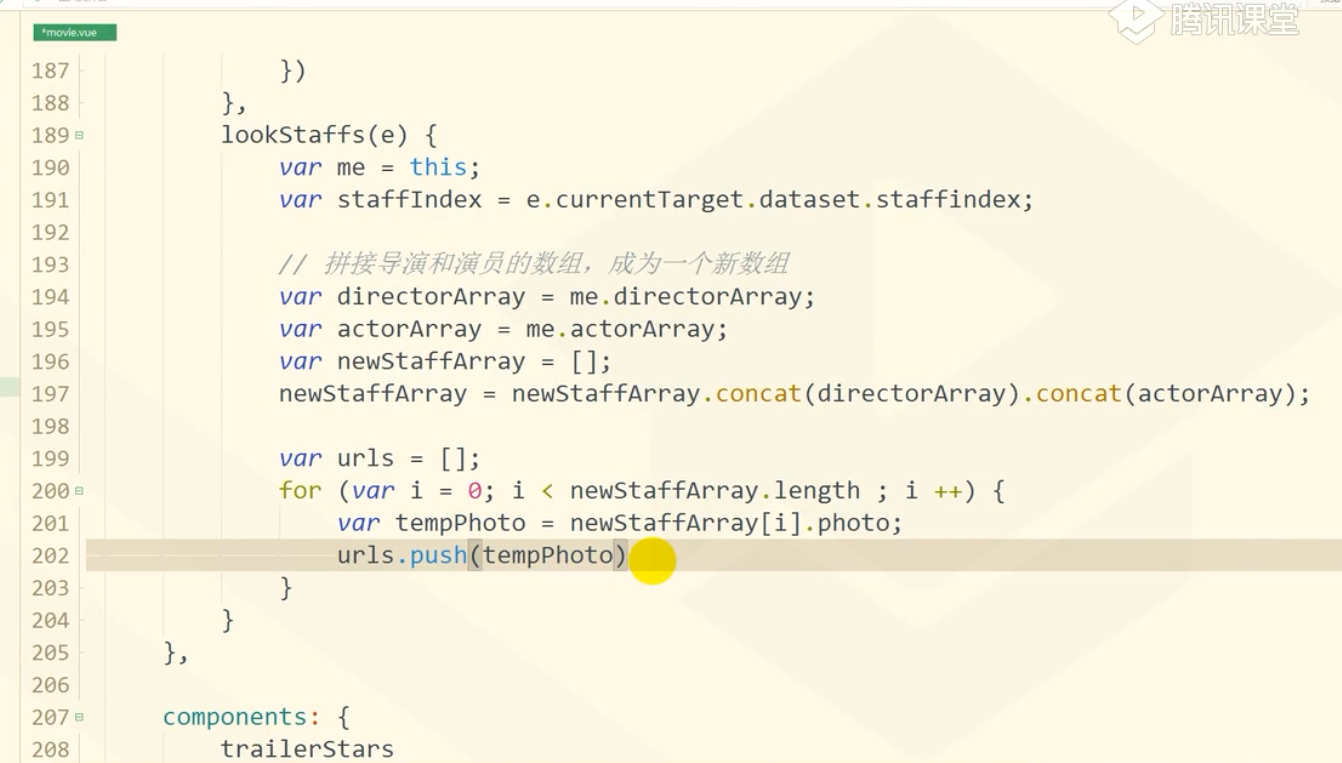 腾讯课堂
*movie.vue
187 })
188 },
189 lookStaffs(e) {
190 var me = this;
191 var staffIndex = e.currentTarget.dataset.staffindex;
192
193 // 拼接导演和演员的数组，成为一个新数组
194 var directorArray = me.directorArray;
195 var actorArray = me.actorArray;
196 var newStaffArray = [];
197 newStaffArray = newStaffArray.concat(directorArray).concat(actorArray);
198
199 var urls = [];
200 for (var i = 0; i < newStaffArray.length ; i ++) {
201 var tempPhoto = newStaffArray[i].photo;
202 urls.push(tempPhoto)
203 }
204 }
205 },
206
207 components: {
208 trailerStars